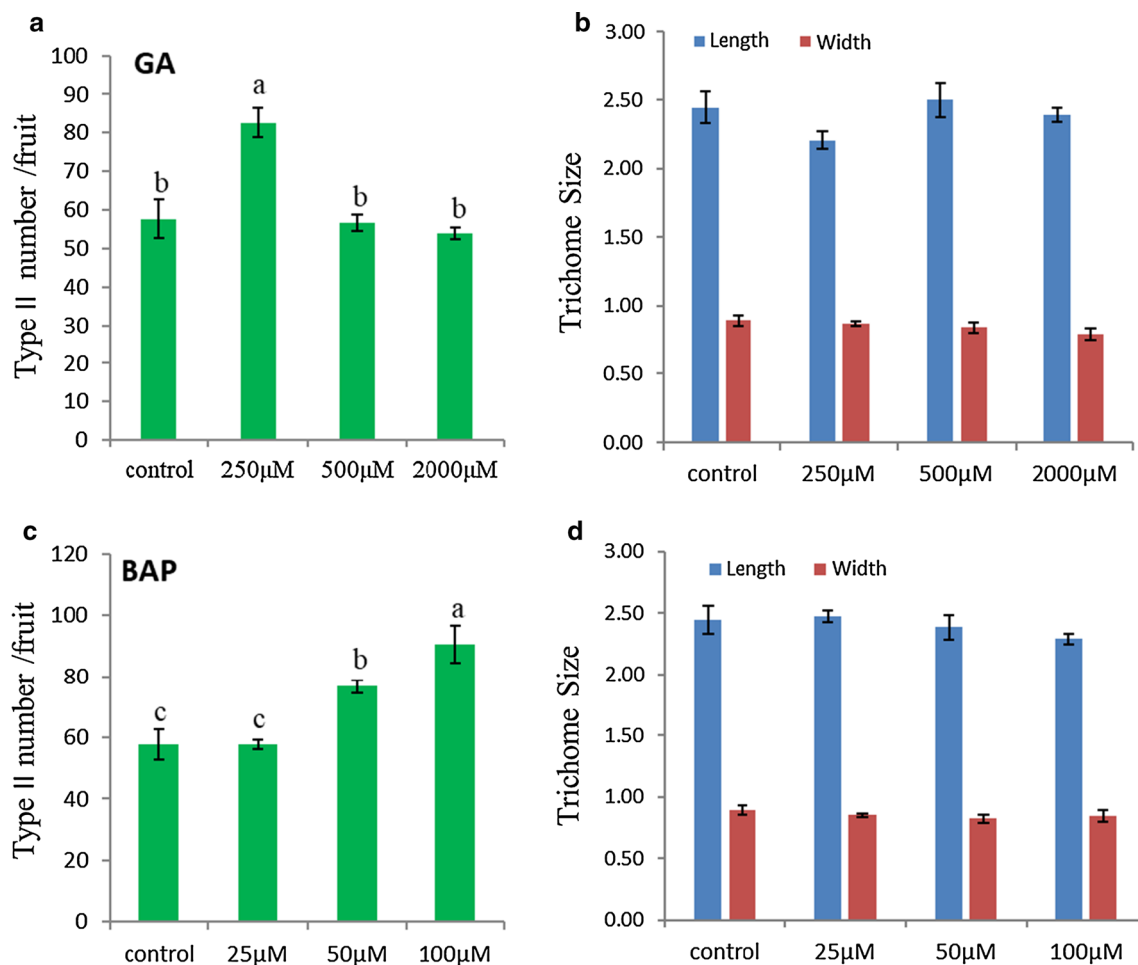 a
GA
Type II number /fruit
100
90
80
70
60
50
40
30
20
10
0
b
a
b
b
control 250μM 500μM 2000μM
b
Length Width
Trichome Size
3.00
2.50
2.00
1.50
1.00
0.50
0.00
control 250μM 500μM 2000μM
c
BAP
Type II number /fruit
120
100
80
60
40
20
0
c
c
b
a
control 25μM 50μM 100μM
d
Length Width
Trichome Size
3.00
2.50
2.00
1.50
1.00
0.50
0.00
control 25μM 50μM 100μM